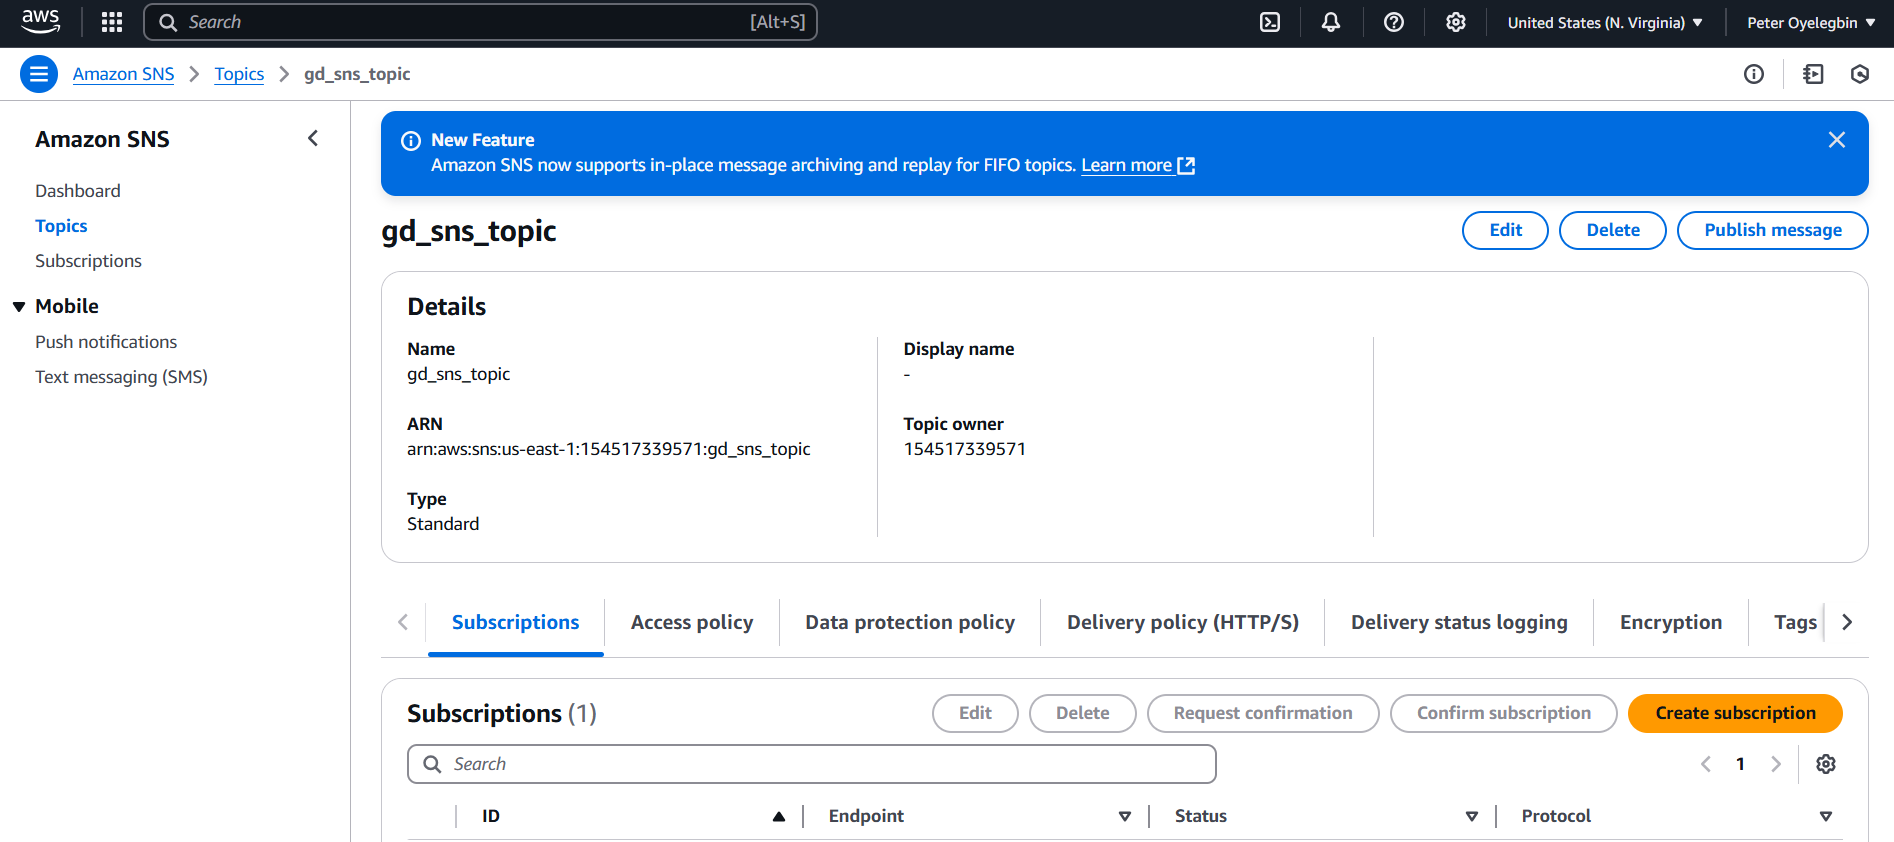 aws
Search [Alt+S]
United States (N. Virginia)
Peter Oyelegbin
Amazon SNS
Topics
gd_sns_topic
Amazon SNS
Dashboard
Topics
Subscriptions
Mobile
Push notifications
Text messaging (SMS)
New Feature
Amazon SNS now supports in-place message archiving and replay for FIFO topics. Learn more
gd_sns_topic
Edit
Delete
Publish message
Details
Name
gd_sns_topic
ARN
arn:aws:sns:us-east-1:154517339571:gd_sns_topic
Type
Standard
Display name
-
Topic owner
154517339571
Subscriptions
Access policy
Data protection policy
Delivery policy (HTTP/S)
Delivery status logging
Encryption
Tags
Subscriptions (1)
Edit
Delete
Request confirmation
Confirm subscription
Create subscription
Search
1
ID
Endpoint
Status
Protocol